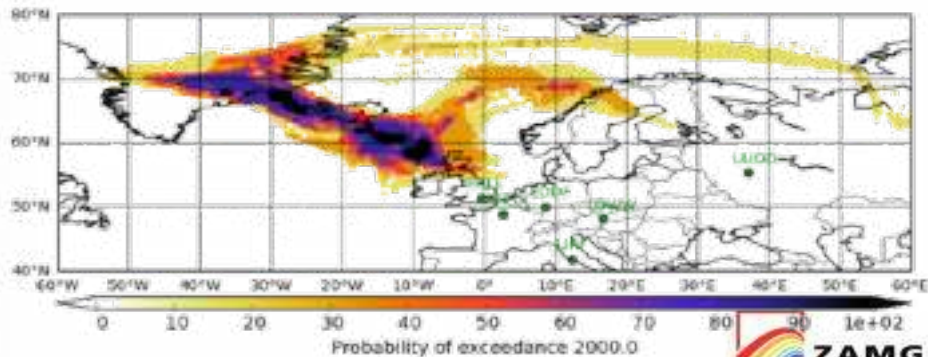 80°N
70°N
60°N
50°N
40°N
60°W 50°W 40°W 30°W 20°W 10°W 0° 10°E 20°E 30°E 40°E 50°E 60°E
0 10 20 30 40 50 60 70 80 90 1e+02
Probability of exceedance 2000.0
ZAMG